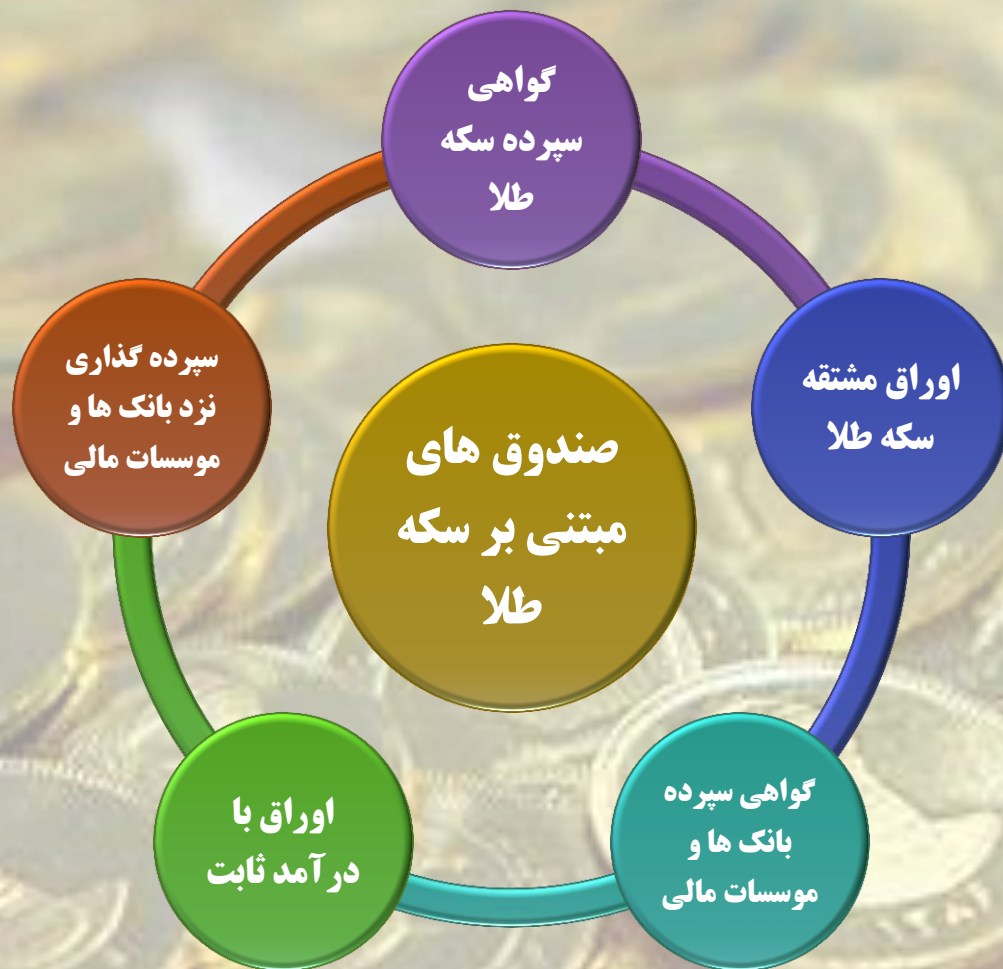 گواهی
سپرده سکه
طلا
اوراق مشتقه
سکه طلا
گواهی سپرده
بانک ها و
موسسات مالی
اوراق با
درآمد ثابت
سپرده گذاری
نزد بانک ها و
موسسات مالی
صندوق های
مبتنی بر سکه
طلا